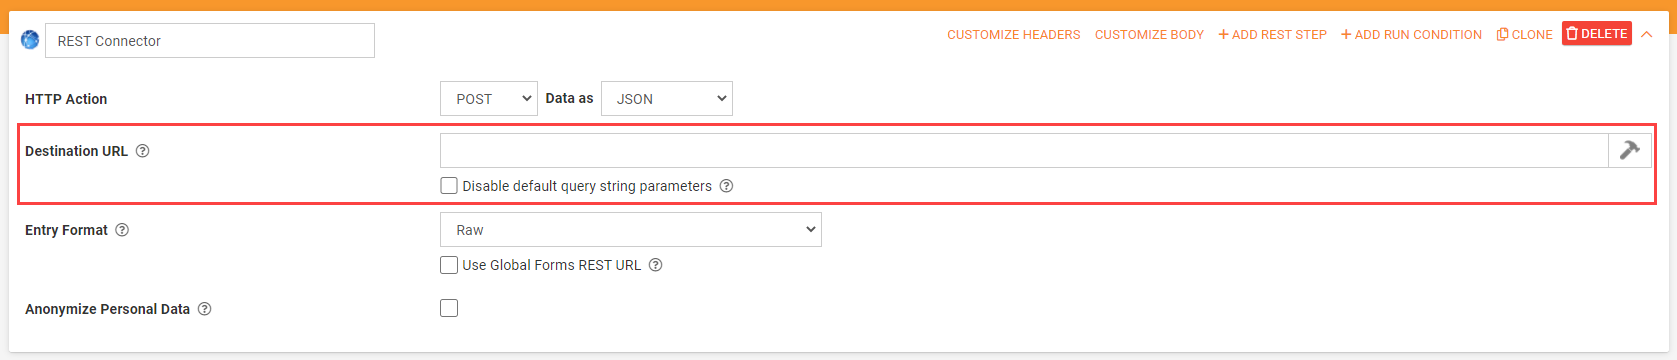 REST Connector
CUSTOMIZE HEADERS CUSTOMIZE BODY + ADD REST STEP + ADD RUN CONDITION CLONE DELETE
HTTP Action POST Data as JSON
Destination URL ?
Disable default query string parameters ?
Entry Format ? Raw
Use Global Forms REST URL ?
Anonymize Personal Data ?